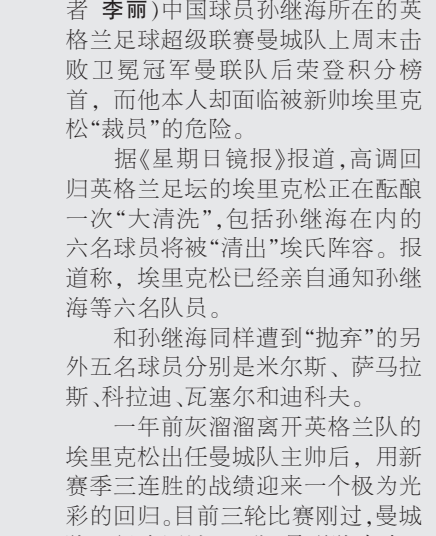 者 李丽)中国球员孙继海所在的英
格兰足球超级联赛曼城队上周末击
败卫冕冠军曼联队后荣登积分榜
首，而他本人却面临被新帅埃里克
松“裁员”的危险。
据《星期日镜报》报道,高调回
归英格兰足坛的埃里克松正在酝酿
一次“大清洗”,包括孙继海在内的
六名球员将被“清出”埃氏阵容。报
道称，埃里克松已经亲自通知孙继
海等六名队员。
和孙继海同样遭到“抛弃”的另
外五名球员分别是米尔斯、萨马拉
斯、科拉迪、瓦塞尔和迪科夫。
一年前灰溜溜离开英格兰队的
埃里克松出任曼城队主帅后，用新
赛季三连胜的战绩迎来一个极为光
彩的回归。目前三轮比赛刚过,曼城